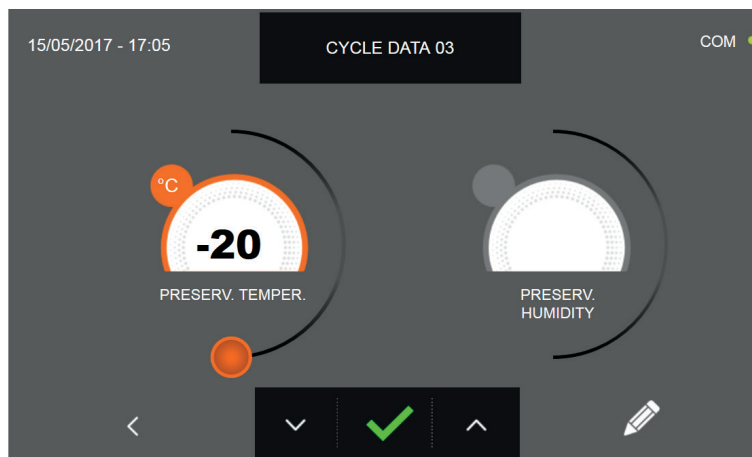 15/05/2017 - 17:05
CYCLE DATA 03
COM
°C
-20
PRESERV. TEMPER.
PRESERV.
HUMIDITY